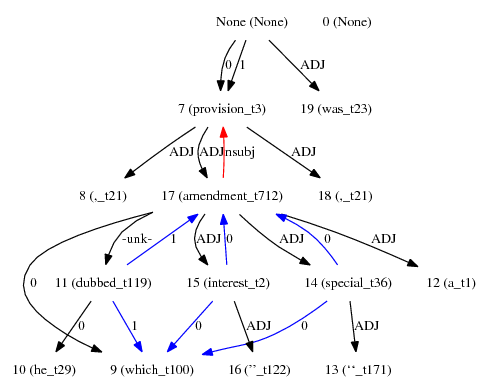 None (None) 0 (None)
0 1 ADJ
7 (provision_t3) 19 (was_t23)
ADJ ADJ nsubj ADJ
8 (,_t21) 17 (amendment_t712) 18 (,_t21)
0 -unk- 1 ADJ 0 ADJ 0 ADJ
11 (dubbed_t119) 15 (interest_t2) 14 (special_t36) 12 (a_t1)
0 1 0 ADJ 0 ADJ
10 (he_t29) 9 (which_t100) 16 (''_t122) 13 (``_t171)